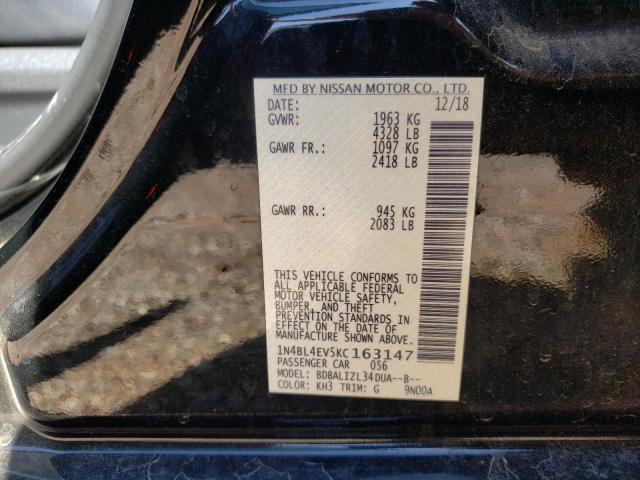 MFD BY NISSAN MOTOR CO., LTD.
DATE: 12/18
GVWR: 1963 KG
4328 LB
GAWR FR.: 1097 KG
2418 LB
GAWR RR.: 945 KG
2083 LB
THIS VEHICLE CONFORMS TO
ALL APPLICABLE FEDERAL
MOTOR VEHICLE SAFETY,
BUMPER, AND THEFT
PREVENTION STANDARDS IN
EFFECT ON THE DATE OF
MANUFACTURE SHOWN ABOVE.
1N4BL4EV5KC163147
PASSENGER CAR 056
MODEL: BDBALIZL34DUA--B--
COLOR: KH3 TRIM: G 9N00A